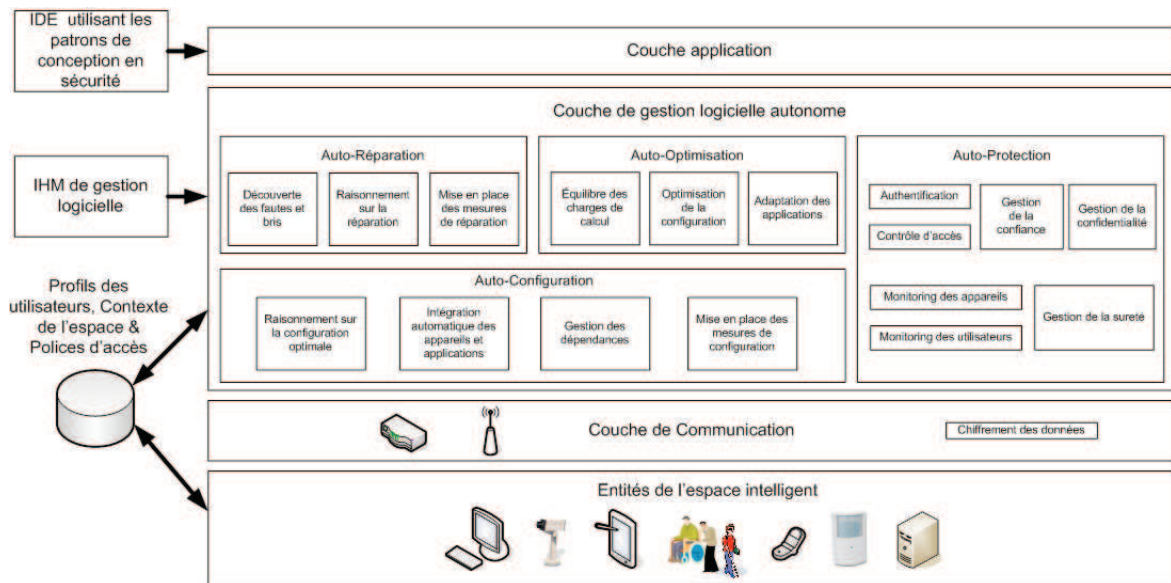 IDE utilisant les
patrons de
conception en
sécurité
Couche application
Couche de gestion logicielle autonome
IHM de gestion
logicielle
Auto-Réparation
Découverte
des fautes et
bris
Raisonnement
sur la
réparation
Mise en place
des mesures
de réparation
Auto-Optimisation
Équilibre des
charges de
calcul
Optimisation
de la
configuration
Adaptation des
applications
Auto-Protection
Authentification
Contrôle d'accès
Gestion
de la
confiance
Gestion de la
confidentialité
Monitoring des appareils
Monitoring des utilisateurs
Gestion de la sureté
Auto-Configuration
Raisonnement sur
la configuration
optimale
Intégration
automatique des
appareils et
applications
Gestion des
dépendances
Mise en place des
mesures de
configuration
Profils des
utilisateurs, Contexte
de l'espace &
Polices d'accès
Couche de Communication
Chiffrement des données
Entités de l'espace intelligent